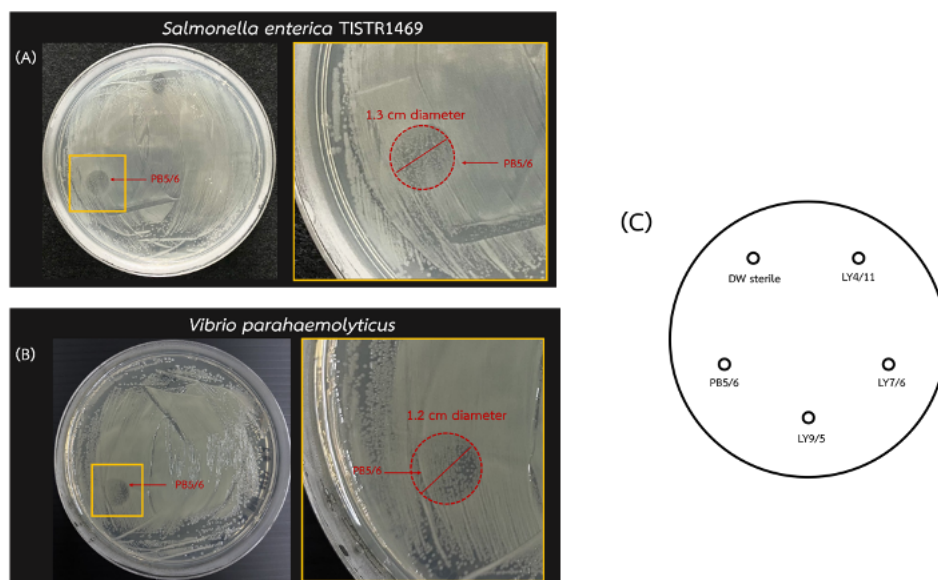 Salmonella enterica TISTR1469
(A)
1.3 cm diameter
PB5/6
PB5/6
Vibrio parahaemolyticus
(B)
1.2 cm diameter
PB5/6
PB5/6
(C)
DW sterile
LY4/11
PB5/6
LY7/6
LY9/5